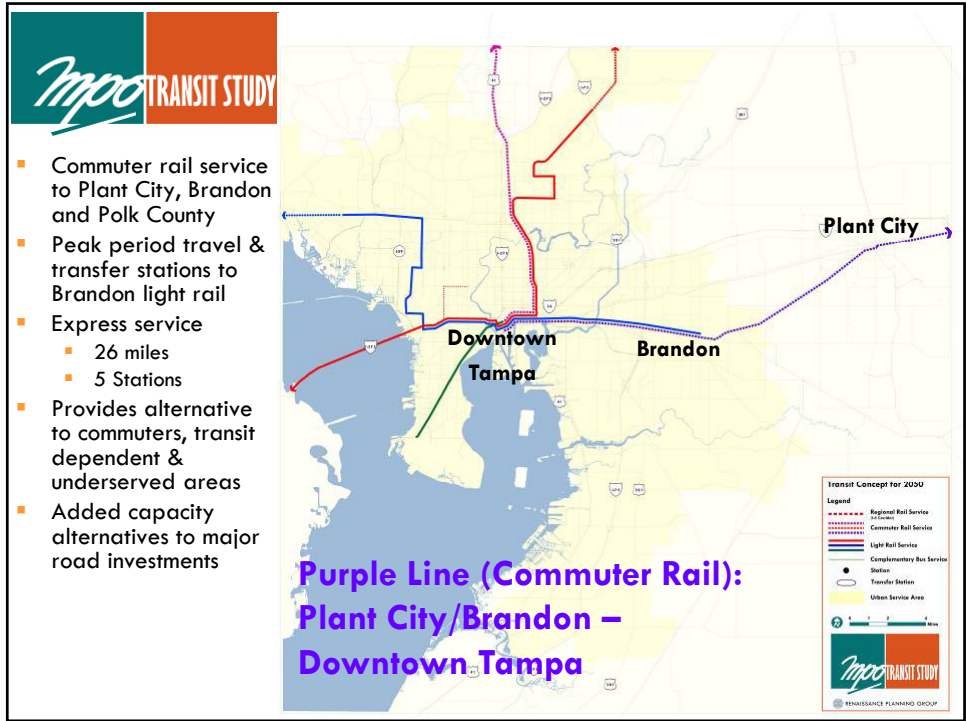 mpo TRANSIT STUDY
Commuter rail service
to Plant City, Brandon
and Polk County
Peak period travel &
transfer stations to
Brandon light rail
Express service
26 miles
5 Stations
Provides alternative
to commuters, transit
dependent &
underserved areas
Added capacity
alternatives to major
road investments
Plant City
Downtown
Tampa
Brandon
Purple Line (Commuter Rail):
Plant City/Brandon –
Downtown Tampa
Transit Concept for 2050
Legend
Regional Rail Service
Commuter Rail Service
Light Rail Service
Complementary Bus Service
Station
Transfer Station
Urban Service Area
Miles
mpo TRANSIT STUDY
RENAISSANCE PLANNING GROUP